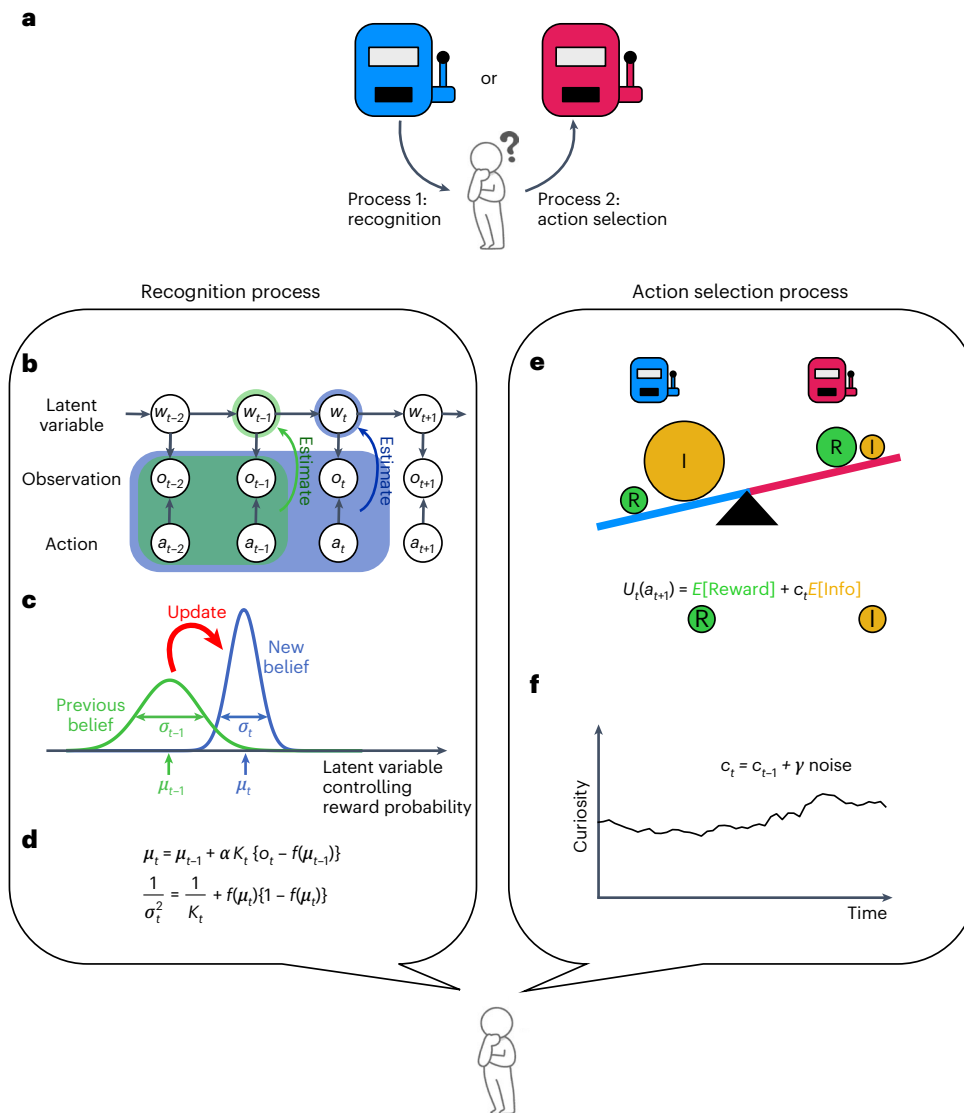 a
or
?
Process 1:
recognition
Process 2:
action selection
Recognition process
Action selection process
b
Latent
variable
w_{t–2}
w_{t–1}
w_t
w_{t+1}
Estimate
Estimate
Observation
o_{t–2}
o_{t–1}
o_t
o_{t+1}
Action
a_{t–2}
a_{t–1}
a_t
a_{t+1}
c
Update
New
belief
Previous
belief
σ_{t–1}
σ_t
μ_{t–1}
μ_t
Latent variable
controlling
reward probability
d
μ_t = μ_{t–1} + α K_t {o_t – f(μ_{t–1})}
1/σ_t^2 = 1/K_t + f(μ_t){1 – f(μ_t)}
e
R
I
R
I
U_t(a_{t+1}) = E[Reward] + c_t E[Info]
R
I
f
c_t = c_{t–1} + γ noise
Curiosity
Time